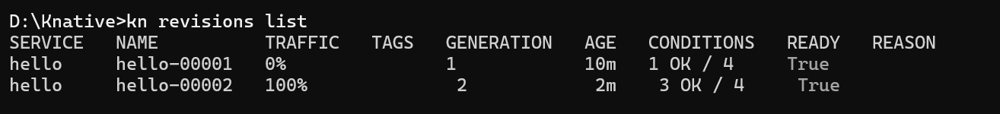 D:\Knative>kn revisions list
SERVICE   NAME          TRAFFIC   TAGS   GENERATION   AGE   CONDITIONS   READY   REASON
hello     hello-00001   0%               1            10m   1 OK / 4     True
hello     hello-00002   100%              2            2m    3 OK / 4     True